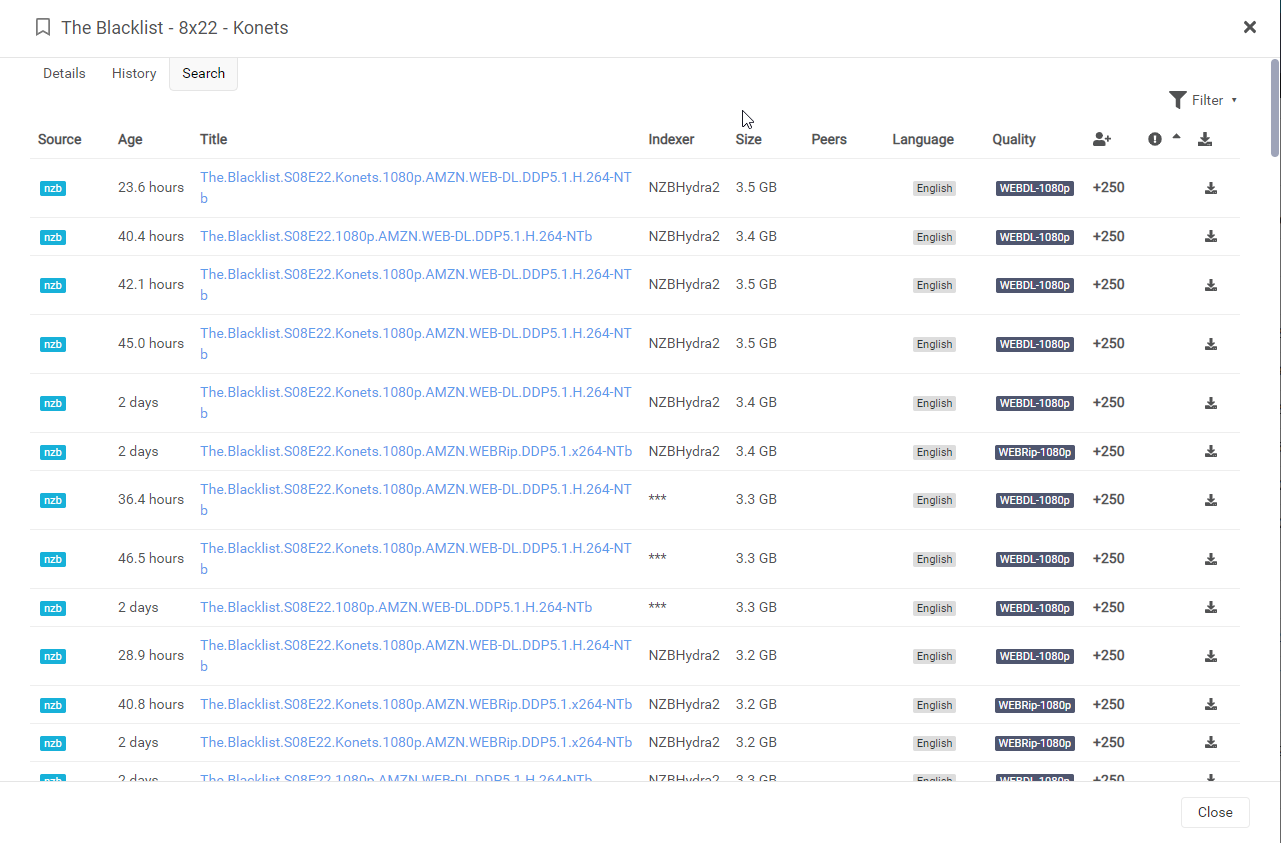 The Blacklist - 8x22 - Konets
Details History Search
Filter
Source Age Title Indexer Size Peers Language Quality
nzb 23.6 hours The.Blacklist.S08E22.Konets.1080p.AMZN.WEB-DL.DDP5.1.H.264-NT NZBHydra2 3.5 GB English WEBDL-1080p +250
b
nzb 40.4 hours The.Blacklist.S08E22.1080p.AMZN.WEB-DL.DDP5.1.H.264-NTb NZBHydra2 3.4 GB English WEBDL-1080p +250
nzb 42.1 hours The.Blacklist.S08E22.Konets.1080p.AMZN.WEB-DL.DDP5.1.H.264-NT NZBHydra2 3.5 GB English WEBDL-1080p +250
b
nzb 45.0 hours The.Blacklist.S08E22.Konets.1080p.AMZN.WEB-DL.DDP5.1.H.264-NT NZBHydra2 3.5 GB English WEBDL-1080p +250
b
nzb 2 days The.Blacklist.S08E22.Konets.1080p.AMZN.WEB-DL.DDP5.1.H.264-NT NZBHydra2 3.4 GB English WEBDL-1080p +250
b
nzb 2 days The.Blacklist.S08E22.Konets.1080p.AMZN.WEBRip.DDP5.1.x264-NTb NZBHydra2 3.4 GB English WEBRip-1080p +250
nzb 36.4 hours The.Blacklist.S08E22.Konets.1080p.AMZN.WEB-DL.DDP5.1.H.264-NT *** 3.3 GB English WEBDL-1080p +250
b
nzb 46.5 hours The.Blacklist.S08E22.Konets.1080p.AMZN.WEB-DL.DDP5.1.H.264-NT *** 3.3 GB English WEBDL-1080p +250
b
nzb 2 days The.Blacklist.S08E22.1080p.AMZN.WEB-DL.DDP5.1.H.264-NTb *** 3.3 GB English WEBDL-1080p +250
nzb 28.9 hours The.Blacklist.S08E22.Konets.1080p.AMZN.WEB-DL.DDP5.1.H.264-NT NZBHydra2 3.2 GB English WEBDL-1080p +250
b
nzb 40.8 hours The.Blacklist.S08E22.Konets.1080p.AMZN.WEBRip.DDP5.1.x264-NTb NZBHydra2 3.2 GB English WEBRip-1080p +250
nzb 2 days The.Blacklist.S08E22.Konets.1080p.AMZN.WEBRip.DDP5.1.x264-NTb NZBHydra2 3.2 GB English WEBRip-1080p +250
nzb 2 days The.Blacklist.S08E22.1080p.AMZN.WEB-DL.DDP5.1.H.264-NTb NZBHydra2 3.3 GB English WEBDL-1080p +250
Close